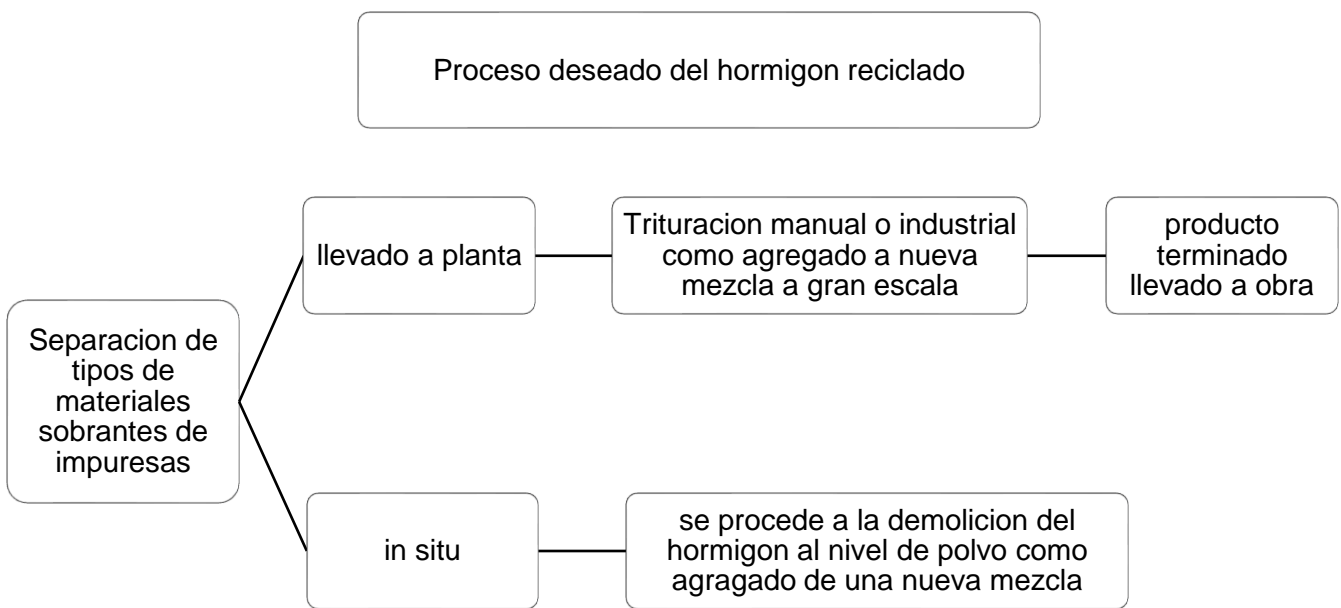 Proceso deseado del hormigon reciclado
llevado a planta
Trituracion manual o industrial
como agregado a nueva
mezcla a gran escala
producto
terminado
llevado a obra
Separacion de
tipos de
materiales
sobrantes de
impuresas
in situ
se procede a la demolicion del
hormigon al nivel de polvo como
agragado de una nueva mezcla